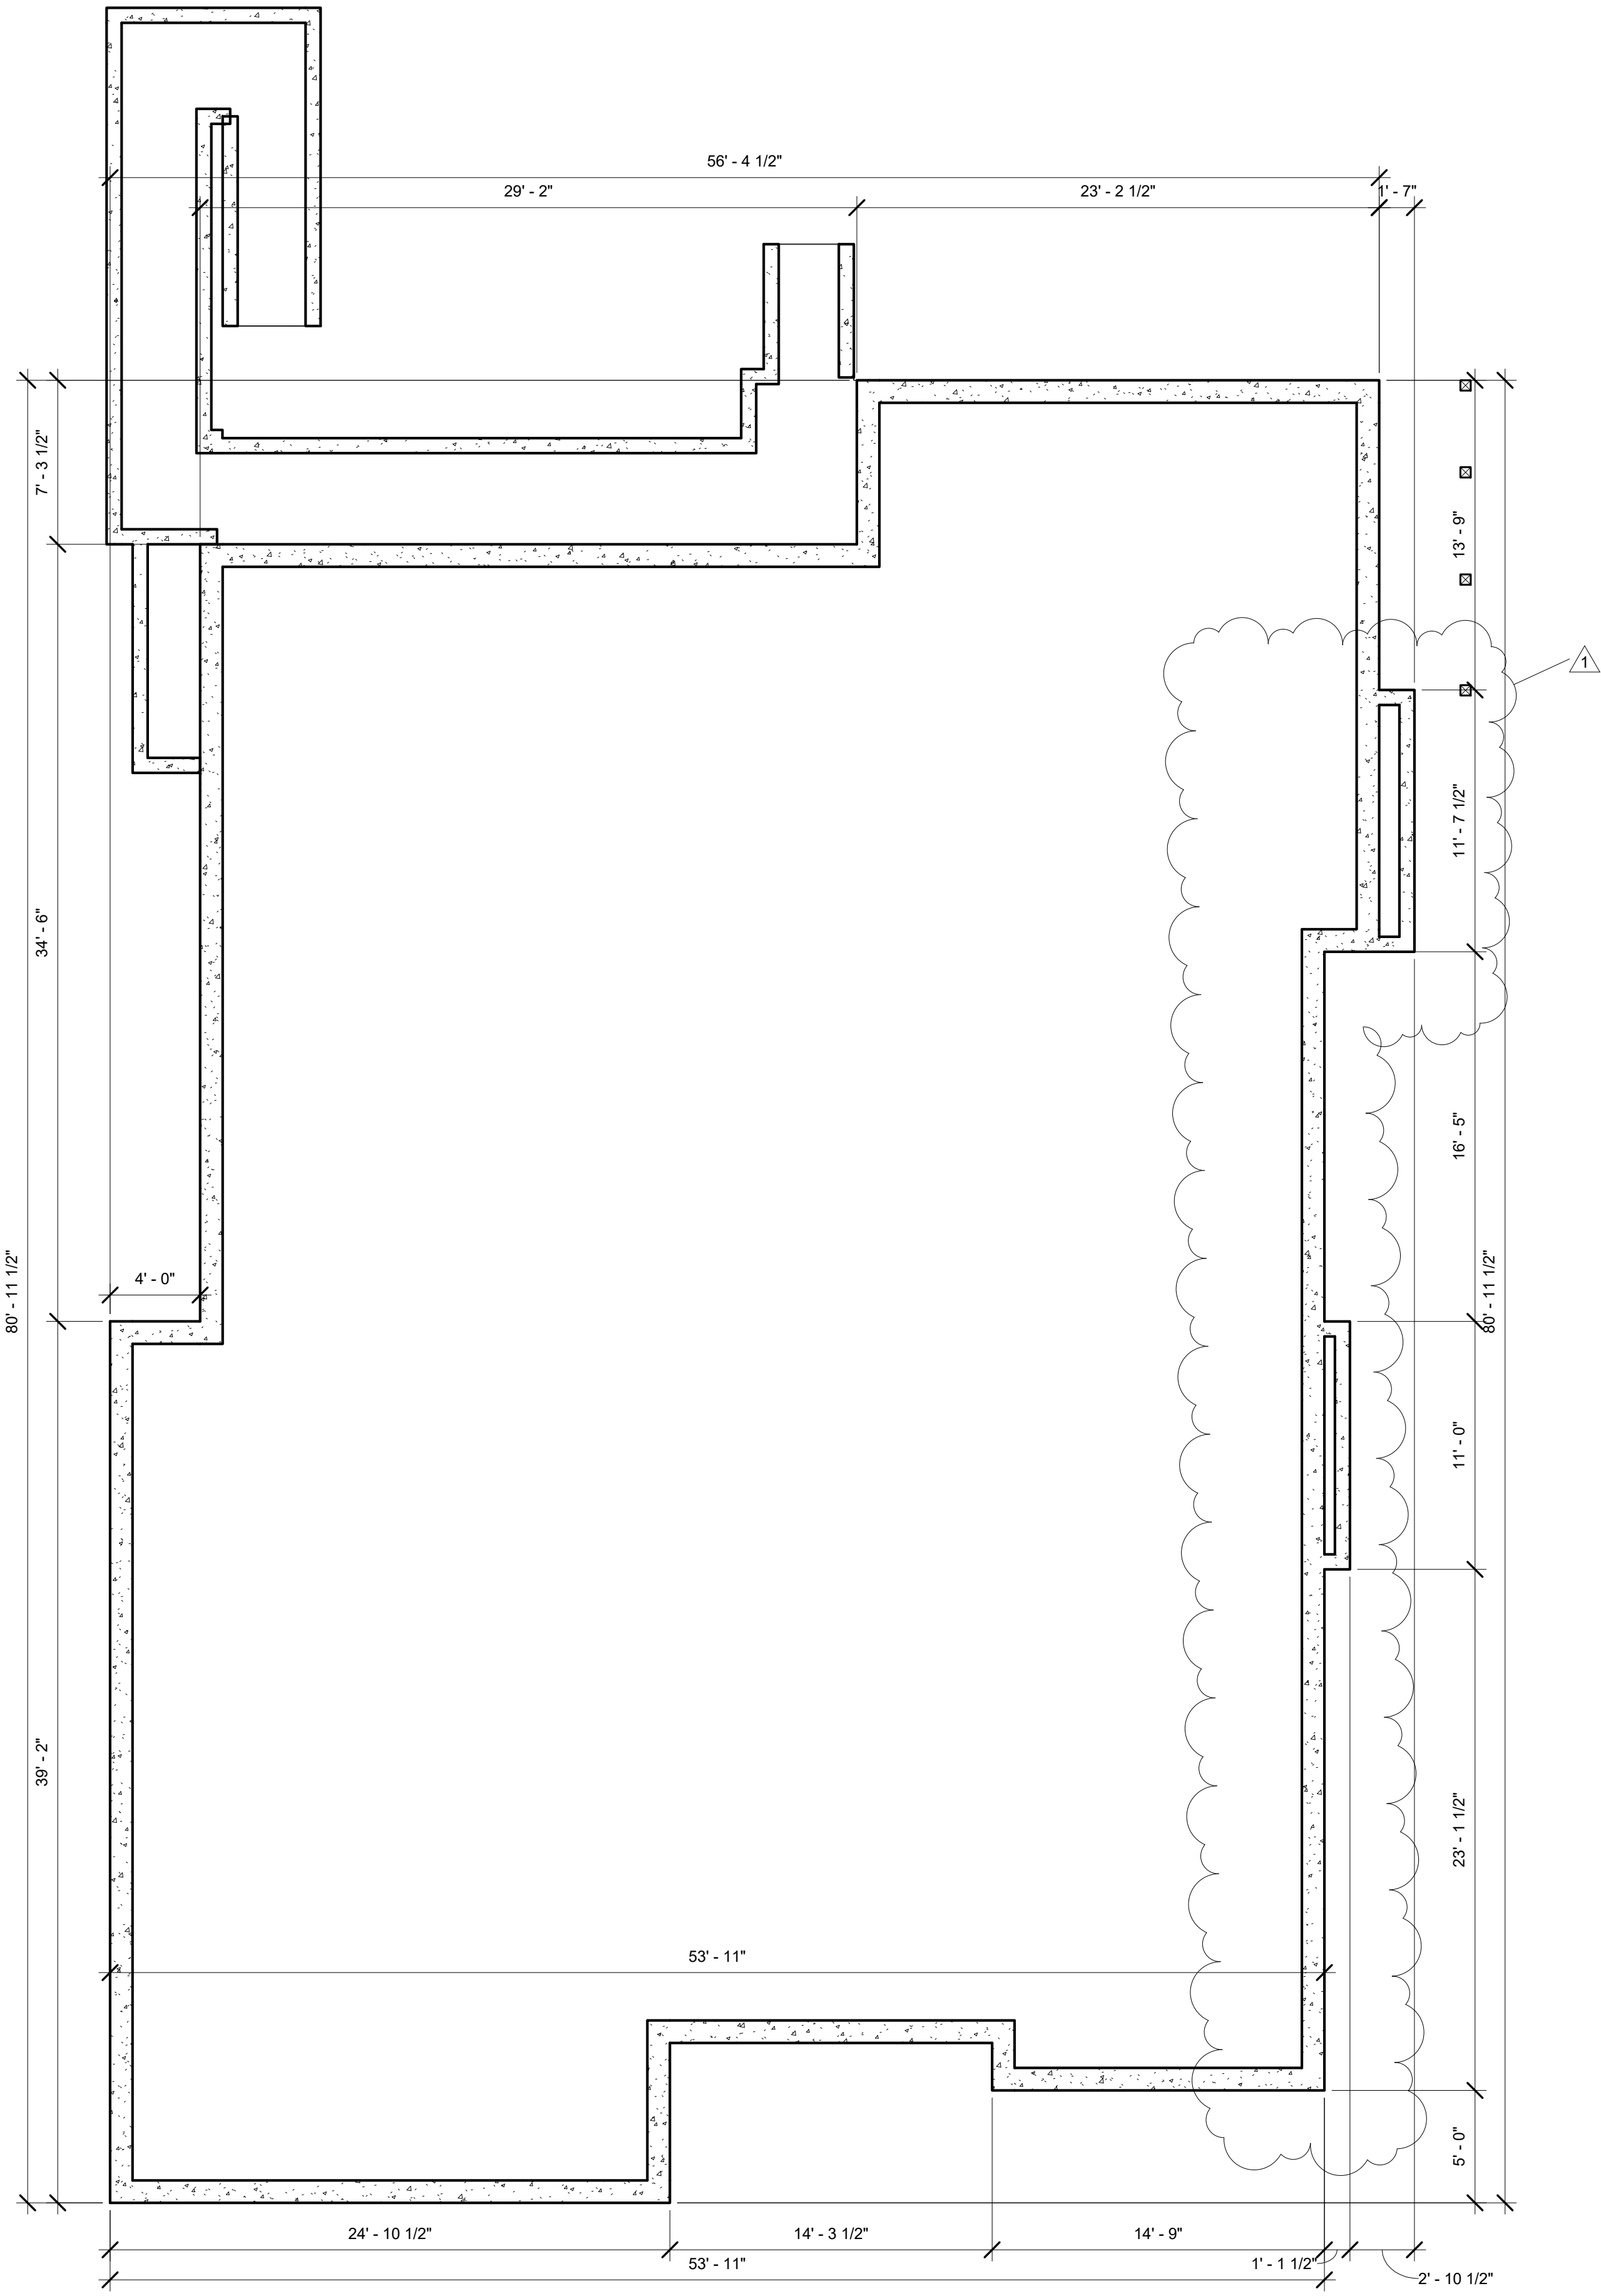 56' - 4 1/2"
29' - 2"
23' - 2 1/2"
1' - 7"
7' - 3 1/2"
13' - 9"
1
11' - 7 1/2"
34' - 6"
16' - 5"
80' - 11 1/2"
4' - 0"
80' - 11 1/2"
11' - 0"
39' - 2"
23' - 1 1/2"
53' - 11"
5' - 0"
24' - 10 1/2"
14' - 3 1/2"
14' - 9"
53' - 11"
1' - 1 1/2"
2' - 10 1/2"